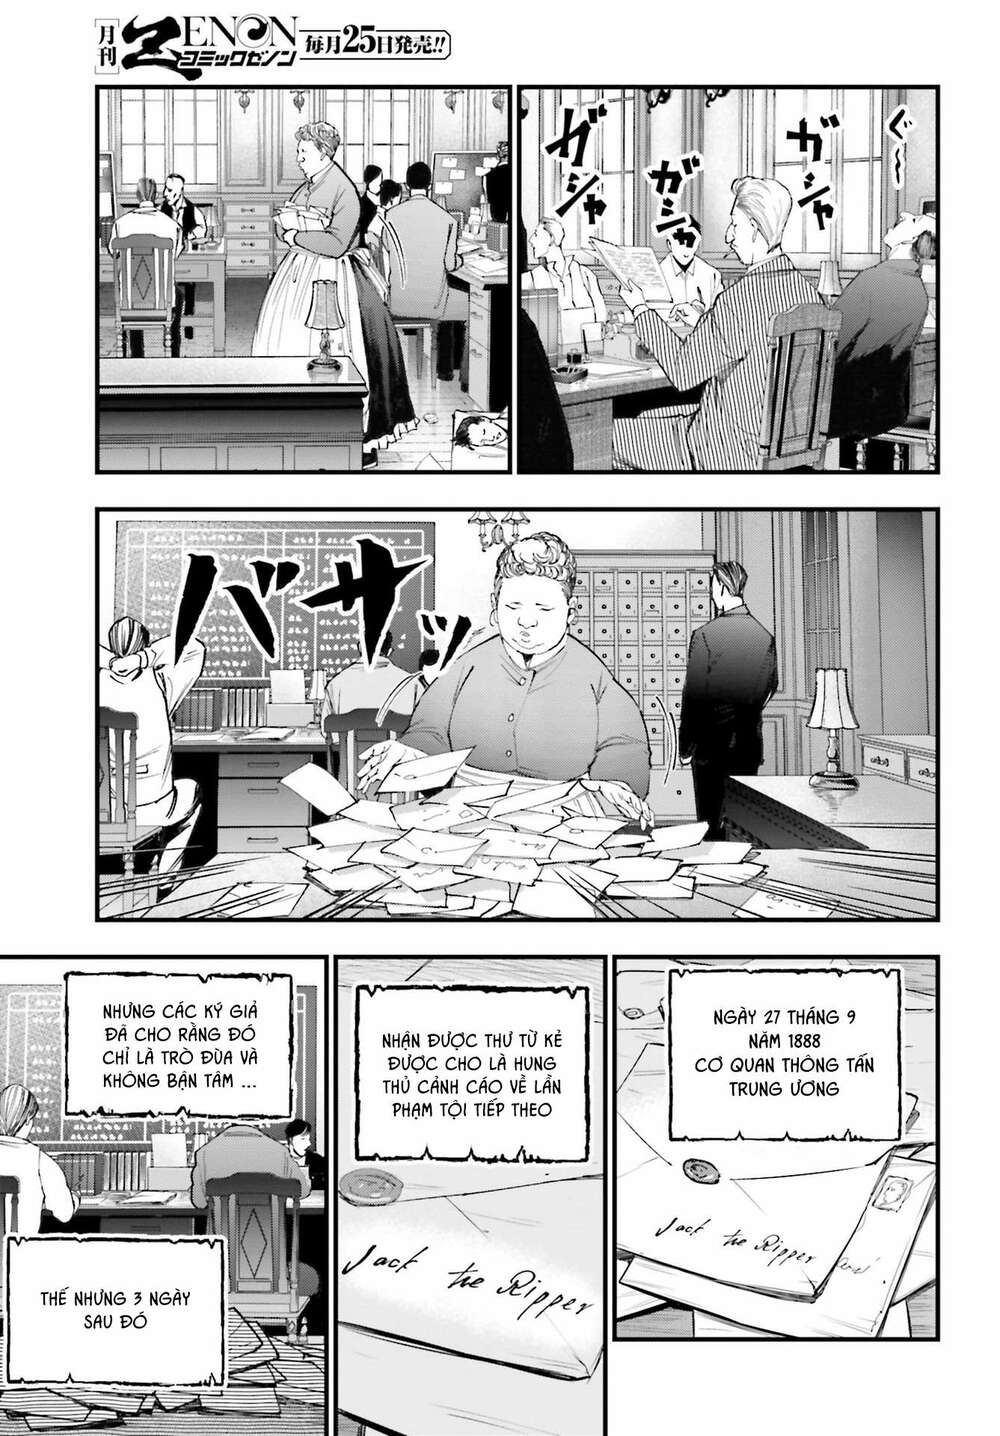 月刊
ZENON
コミックゼノン
毎月25日発売!!
ぐ〜
ガシャ
ガシャ
ガシャ
バサッ
NGÀY 27 THÁNG 9
NĂM 1888
CƠ QUAN THÔNG TẤN
TRUNG ƯƠNG
Jack the Ripper
NHẬN ĐƯỢC THƯ TỪ KẺ
ĐƯỢC CHO LÀ HUNG
THỦ CẢNH CÁO VỀ LẦN
PHẠM TỘI TIẾP THEO
Jack the Ripper
NHƯNG CÁC KÝ GIẢ
ĐÃ CHO RẰNG ĐÓ
CHỈ LÀ TRÒ ĐÙA VÀ
KHÔNG BẬN TÂM ...
THẾ NHƯNG 3 NGÀY
SAU ĐÓ